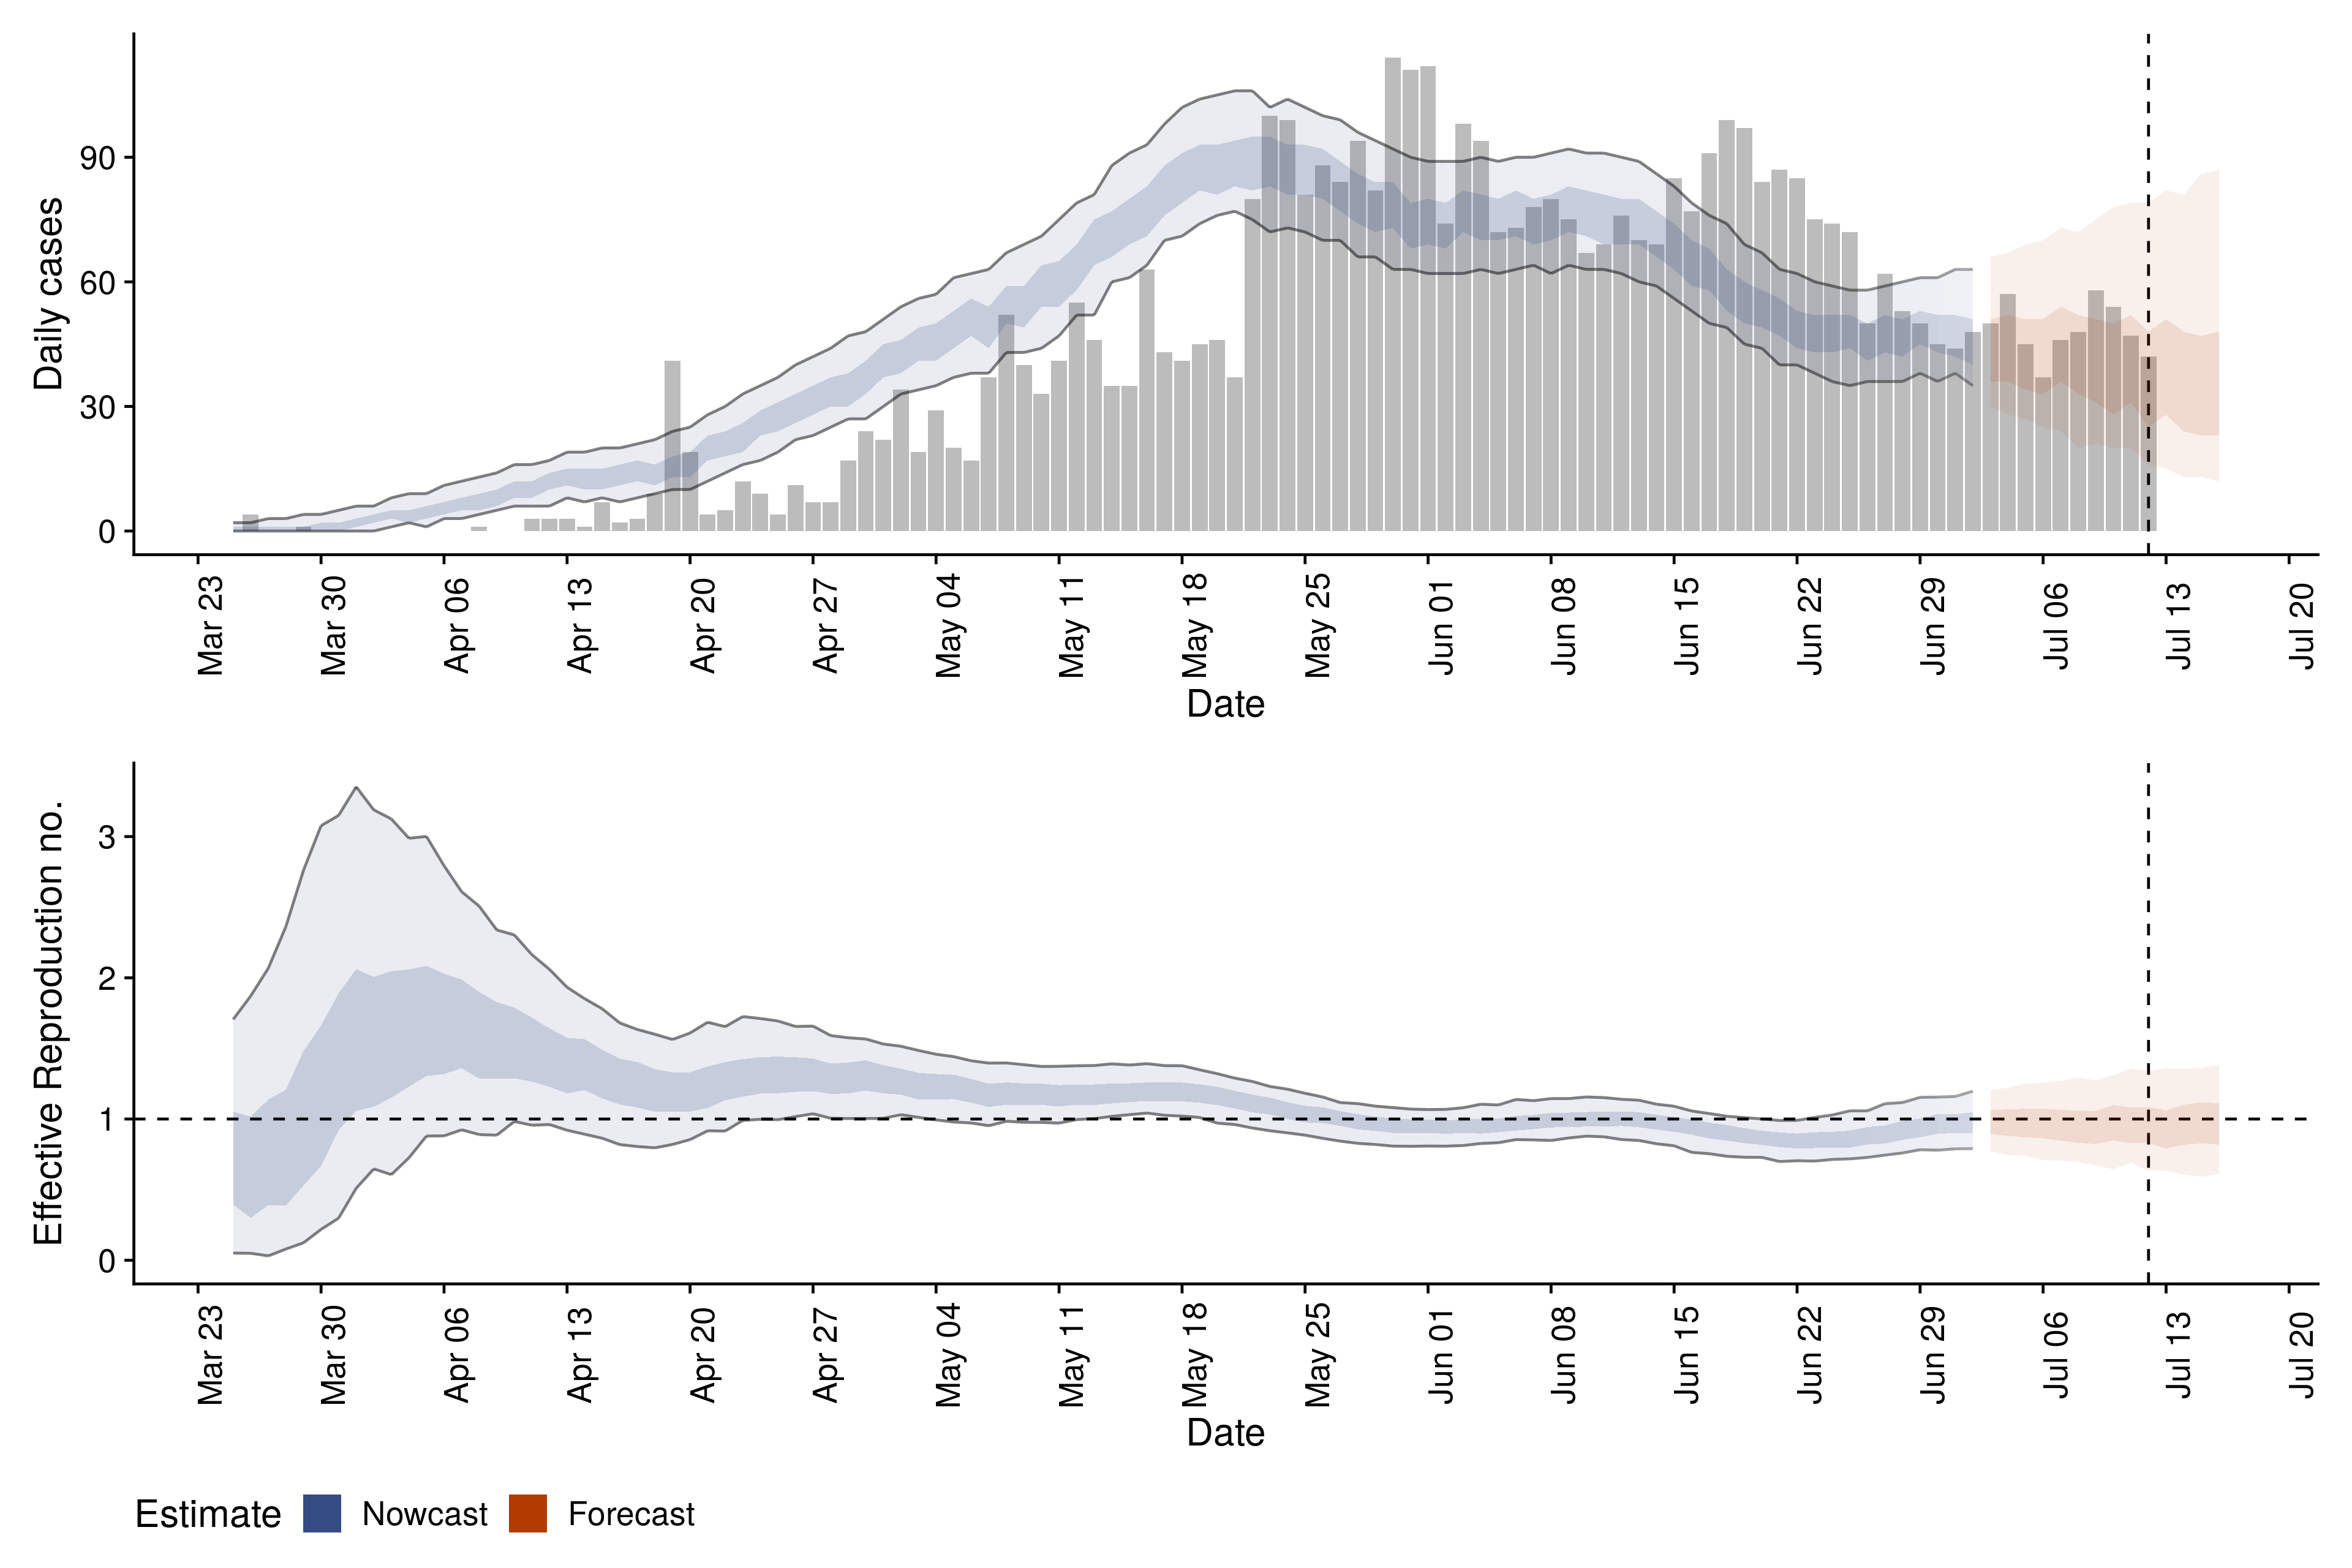 Daily cases
90
60
30
0
Mar 23
Mar 30
Apr 06
Apr 13
Apr 20
Apr 27
May 04
May 11
May 18
May 25
Jun 01
Jun 08
Jun 15
Jun 22
Jun 29
Jul 06
Jul 13
Jul 20
Date
Effective Reproduction no.
3
2
1
0
Mar 23
Mar 30
Apr 06
Apr 13
Apr 20
Apr 27
May 04
May 11
May 18
May 25
Jun 01
Jun 08
Jun 15
Jun 22
Jun 29
Jul 06
Jul 13
Jul 20
Date
Estimate Nowcast Forecast